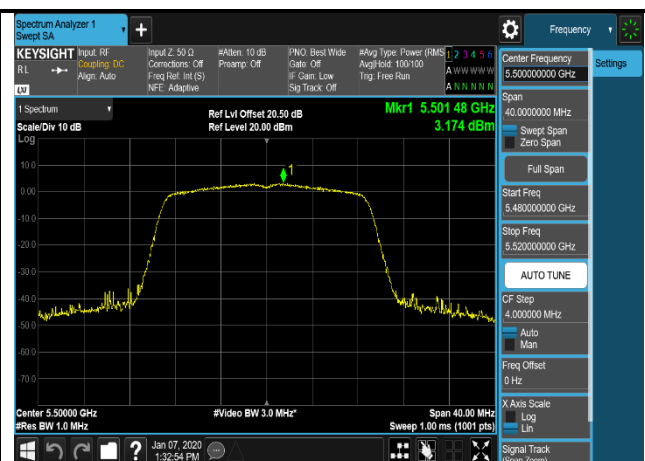 Spectrum Analyzer 1
Swept SA
+
Frequency
KEYSIGHT
Input: RF
Input Z: 50 Ω
#Atten: 10 dB
PNO: Best Wide
#Avg Type: Power (RMS
1 2 3 4 5 6
RL
Coupling: DC
Corrections: Off
Preamp: Off
Gate: Off
Avg|Hold: 100/100
A W W W W W
Align: Auto
Freq Ref: Int (S)
IF Gain: Low
Trig: Free Run
LXI
NFE: Adaptive
Sig Track: Off
A N N N N N
1 Spectrum
Ref Lvl Offset 20.50 dB
Mkr1 5.501 48 GHz
Scale/Div 10 dB
Ref Level 20.00 dBm
3.174 dBm
Log
10.0
0.00
-10.0
-20.0
-30.0
-40.0
-50.0
-60.0
-70.0
1
Center 5.50000 GHz
#Video BW 3.0 MHz*
Span 40.00 MHz
#Res BW 1.0 MHz
Sweep 1.00 ms (1001 pts)
?
Jan 07, 2020
1:32:54 PM
Center Frequency
5.500000000 GHz
Settings
Span
40.0000000 MHz
Swept Span
Zero Span
Full Span
Start Freq
5.480000000 GHz
Stop Freq
5.520000000 GHz
AUTO TUNE
CF Step
4.000000 MHz
Auto
Man
Freq Offset
0 Hz
X Axis Scale
Log
Lin
Signal Track
(Span Zoom)